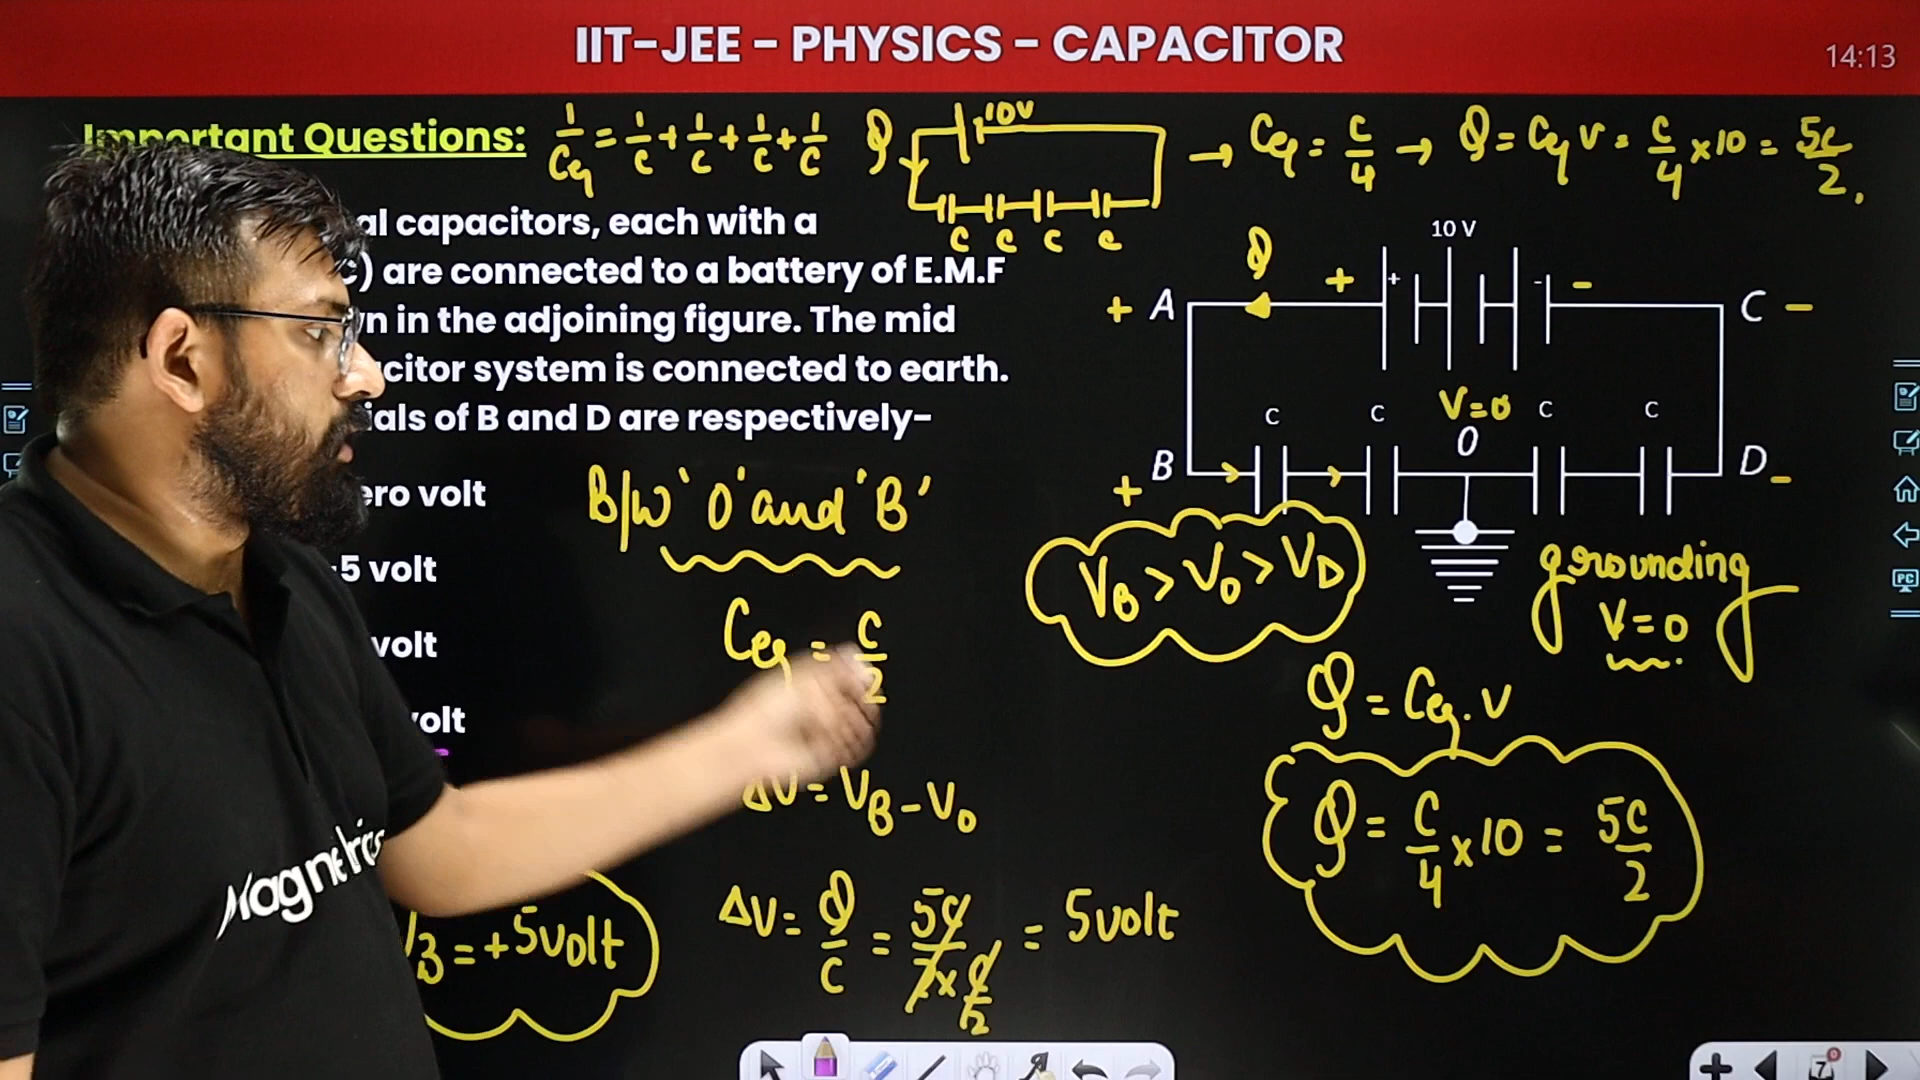 IIT-JEE - PHYSICS - CAPACITOR
14:13
Important Questions:
1/Ceq = 1/C + 1/C + 1/C + 1/C
Q
10V
C C C C
→ Ceq = C/4 → Q = Ceq V = C/4 × 10 = 5C/2,
al capacitors, each with a
C) are connected to a battery of E.M.F
n in the adjoining figure. The mid
citor system is connected to earth.
ials of B and D are respectively-
ero volt
-5 volt
volt
volt
10 V
Q
+ + - -
+ A
C -
V=0
C C O C C
+ B
D -
VB > VO > VD
grounding
V=0
B/W 'O' and 'B'
Ceq = C/2
ΔV = VB - VO
ΔV = Q/C = 5C/2×C/2 = 5volt
Q = Ceq. V
Q = C/4 × 10 = 5C/2
= +5volt
Magnetrics
PC
7